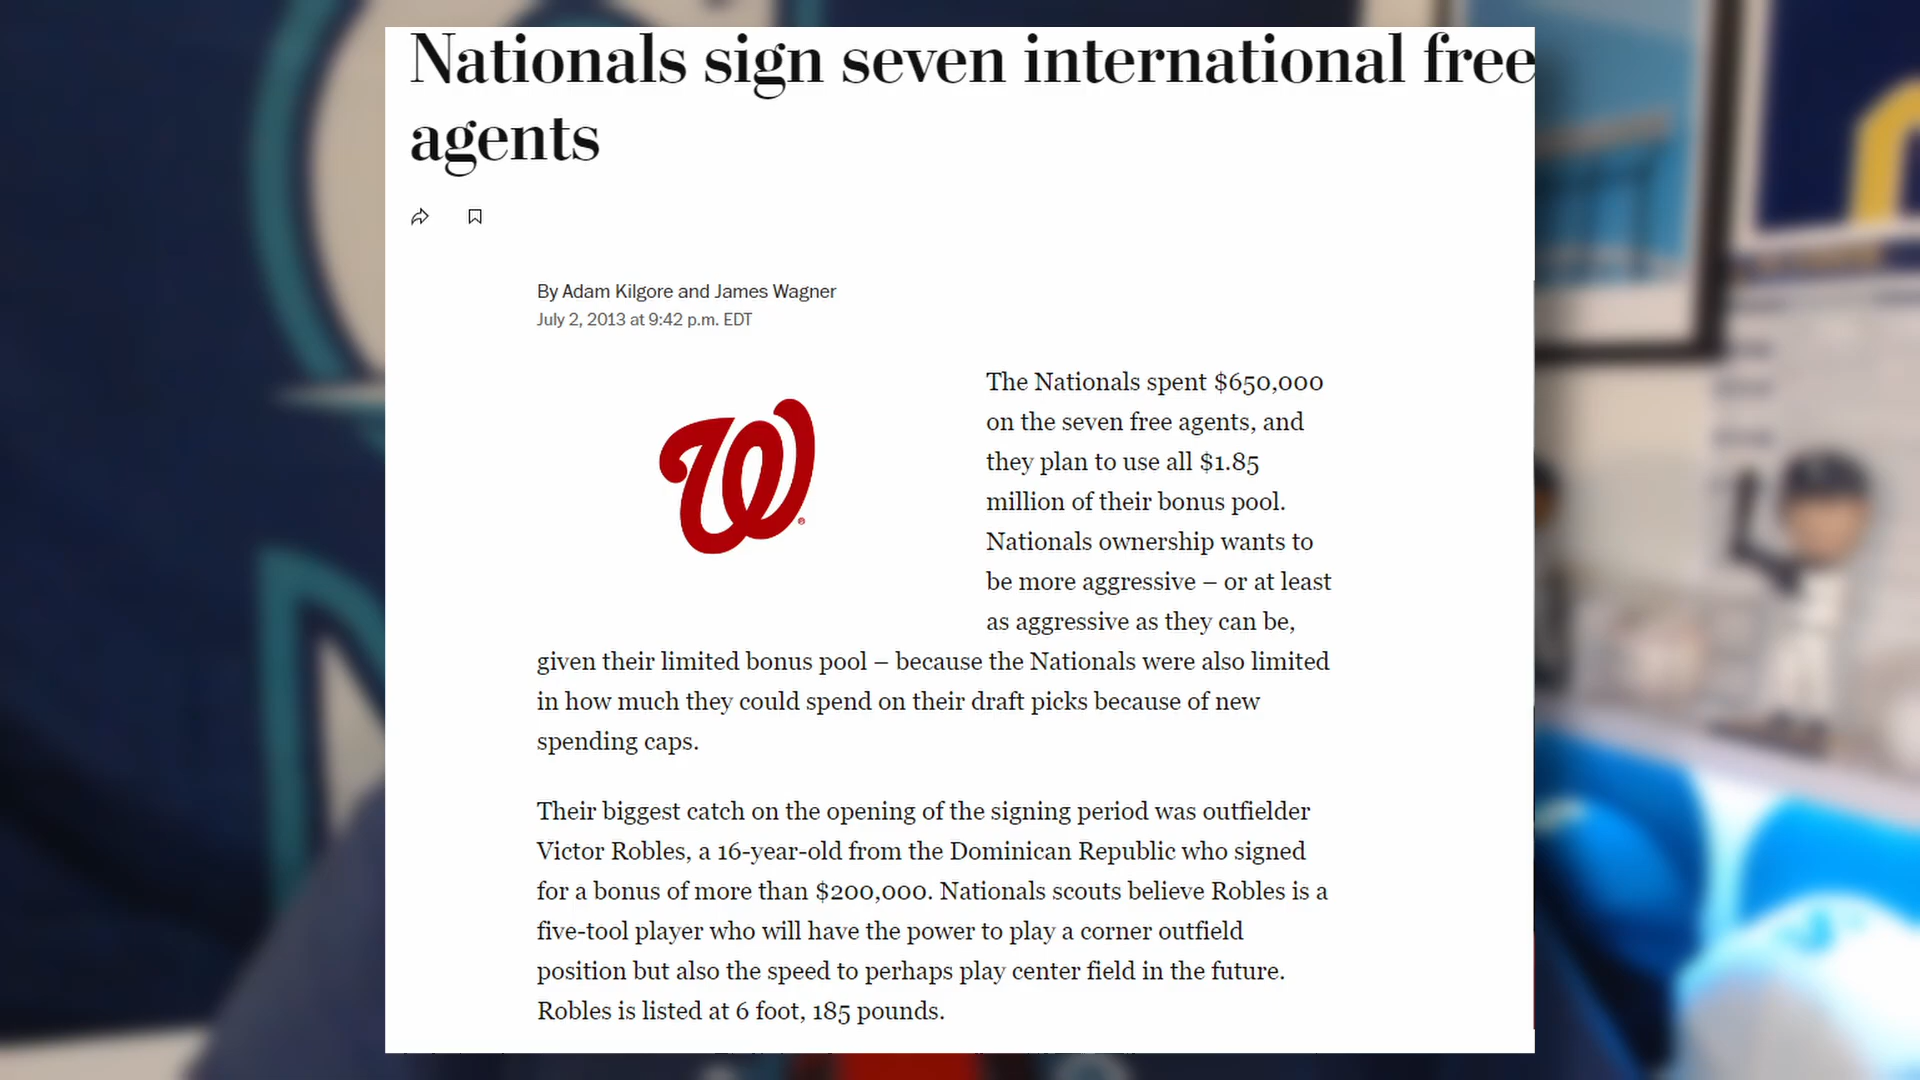 Nationals sign seven international free
agents
By Adam Kilgore and James Wagner
July 2, 2013 at 9:42 p.m. EDT
W
The Nationals spent $650,000
on the seven free agents, and
they plan to use all $1.85
million of their bonus pool.
Nationals ownership wants to
be more aggressive – or at least
as aggressive as they can be,
given their limited bonus pool – because the Nationals were also limited
in how much they could spend on their draft picks because of new
spending caps.
Their biggest catch on the opening of the signing period was outfielder
Victor Robles, a 16-year-old from the Dominican Republic who signed
for a bonus of more than $200,000. Nationals scouts believe Robles is a
five-tool player who will have the power to play a corner outfield
position but also the speed to perhaps play center field in the future.
Robles is listed at 6 foot, 185 pounds.